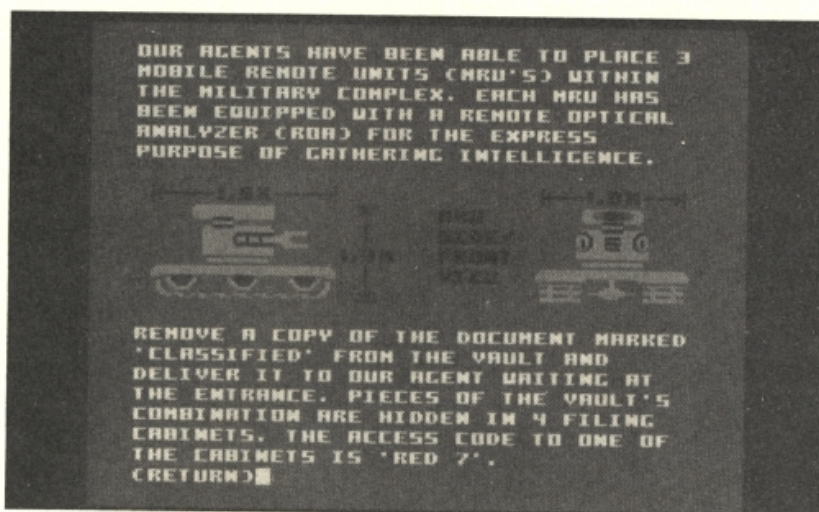 OUR AGENTS HAVE BEEN ABLE TO PLACE 3
MOBILE REMOTE UNITS (MRU'S) WITHIN
THE MILITARY COMPLEX. EACH MRU HAS
BEEN EQUIPPED WITH A REMOTE OPTICAL
ANALYZER (ROA) FOR THE EXPRESS
PURPOSE OF GATHERING INTELLIGENCE.
MRU
SIDE/
FRONT
VIEW
REMOVE A COPY OF THE DOCUMENT MARKED
'CLASSIFIED' FROM THE VAULT AND
DELIVER IT TO OUR AGENT WAITING AT
THE ENTRANCE. PIECES OF THE VAULT'S
COMBINATION ARE HIDDEN IN 4 FILING
CABINETS. THE ACCESS CODE TO ONE OF
THE CABINETS IS 'RED 7'.
(RETURN)